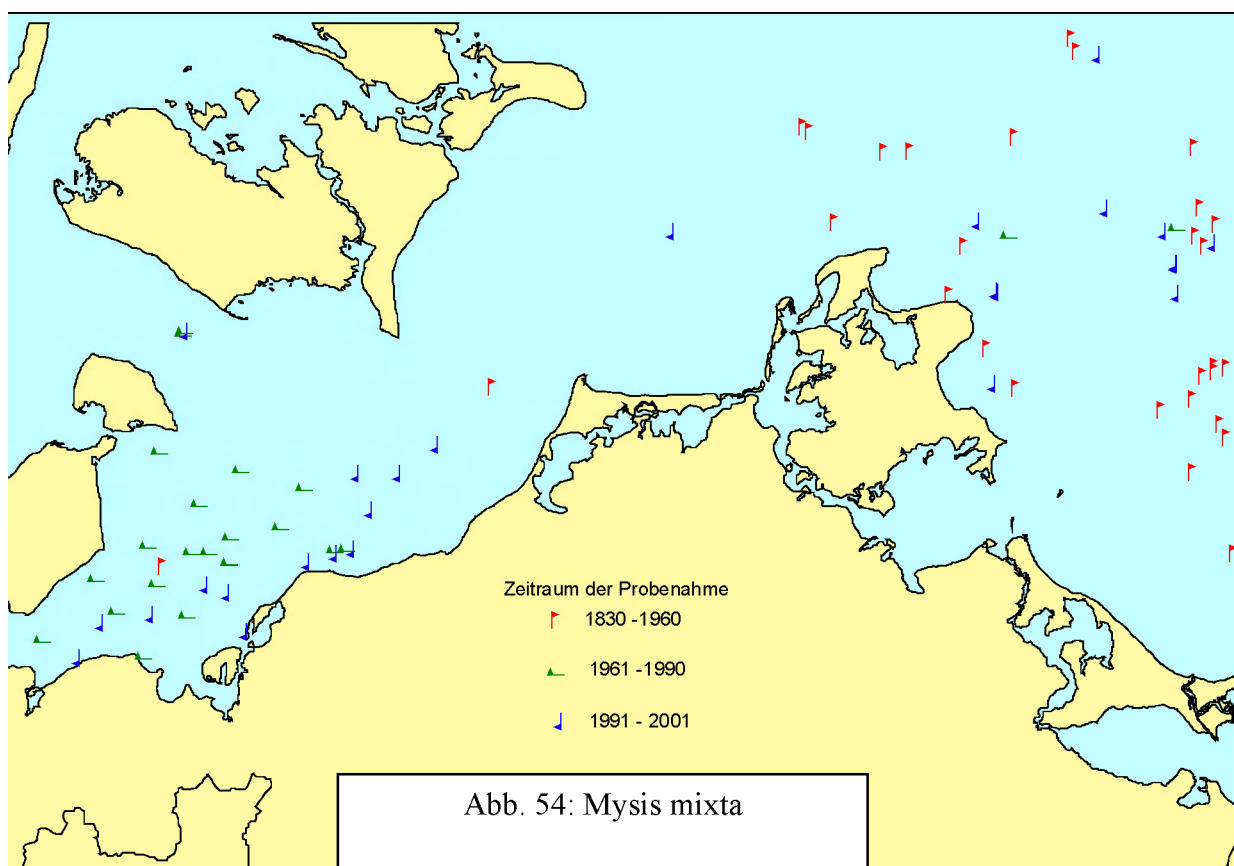 Zeitraum der Probenahme
1830 -1960
1961 -1990
1991 - 2001
Abb. 54: Mysis mixta